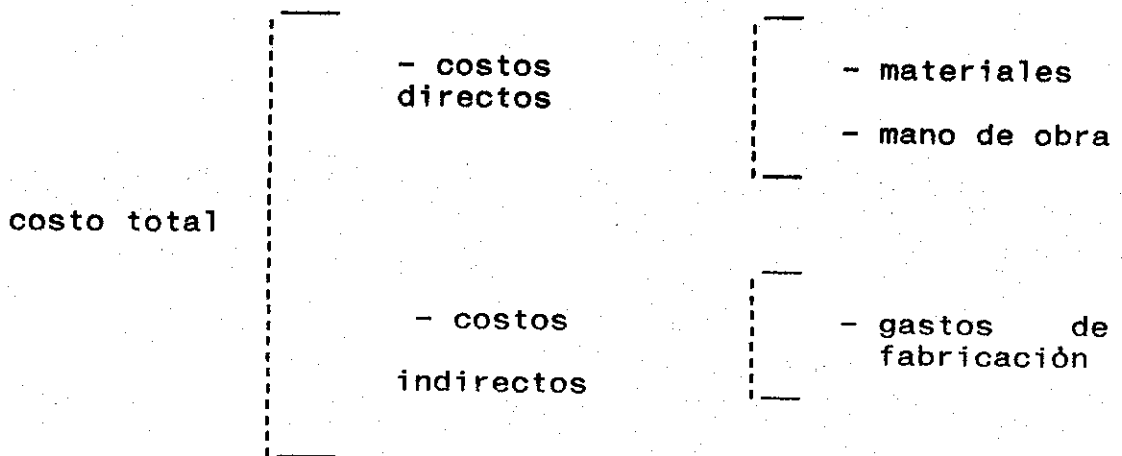 - costos
directos
- materiales
- mano de obra
costo total
- costos
indirectos
- gastos de
fabricación